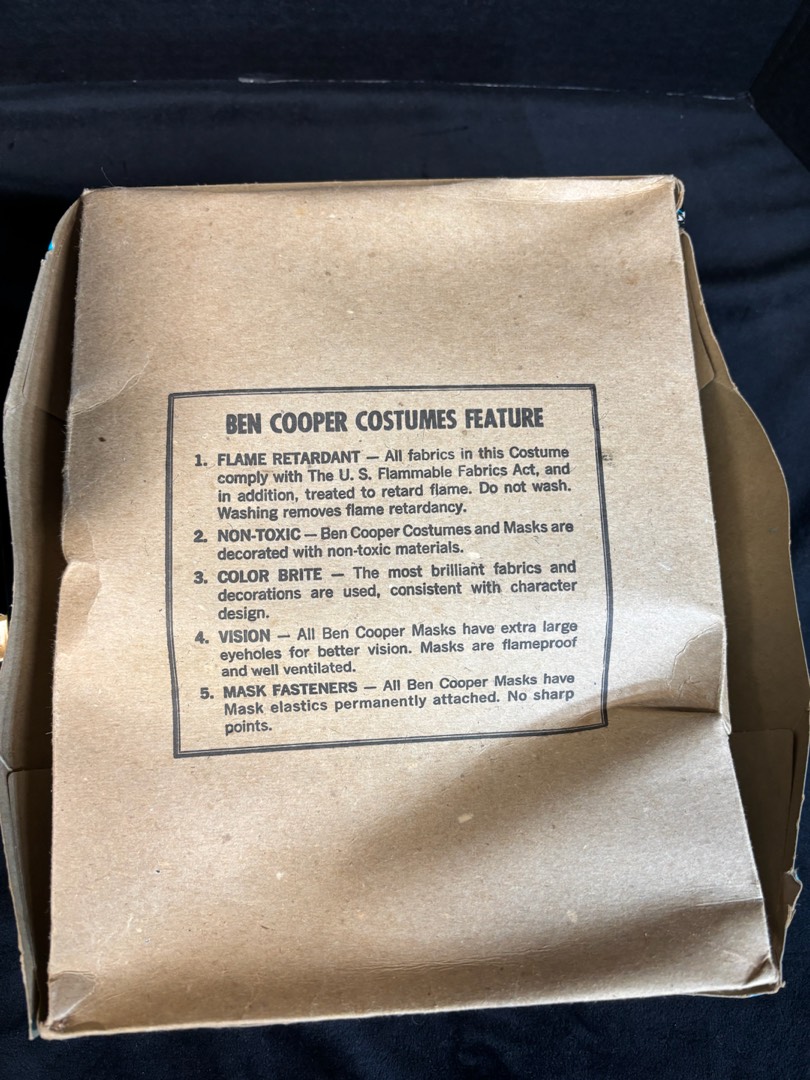 BEN COOPER COSTUMES FEATURE
1. FLAME RETARDANT — All fabrics in this Costume
comply with The U. S. Flammable Fabrics Act, and
in addition, treated to retard flame. Do not wash.
Washing removes flame retardancy.
2. NON-TOXIC — Ben Cooper Costumes and Masks are
decorated with non-toxic materials.
3. COLOR BRITE — The most brilliant fabrics and
decorations are used, consistent with character
design.
4. VISION — All Ben Cooper Masks have extra large
eyeholes for better vision. Masks are flameproof
and well ventilated.
5. MASK FASTENERS — All Ben Cooper Masks have
Mask elastics permanently attached. No sharp
points.